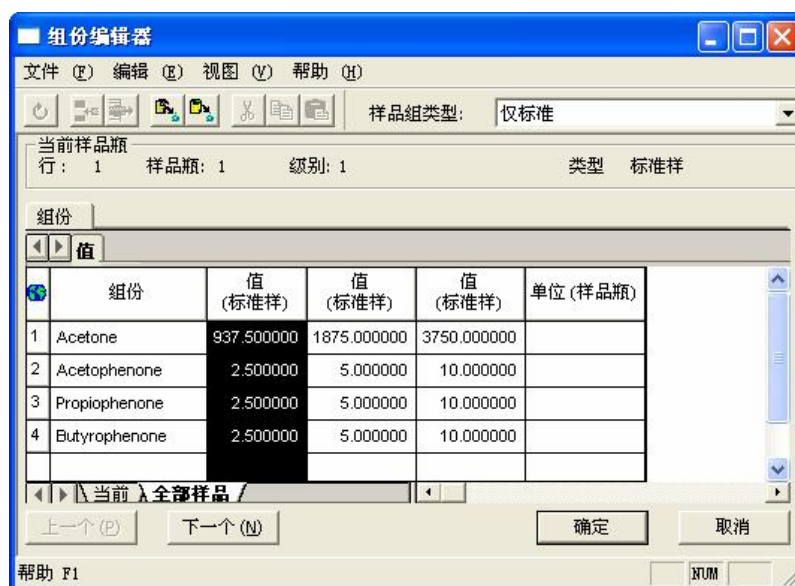 组份编辑器
文件 (F) 编辑 (E) 视图 (V) 帮助 (H)
样品组类型: 仅标准
当前样品瓶
行: 1 样品瓶: 1 级别: 1 类型 标准样
组份
值
组份 值 (标准样) 值 (标准样) 值 (标准样) 单位 (样品瓶)
1 Acetone 937.500000 1875.000000 3750.000000
2 Acetophenone 2.500000 5.000000 10.000000
3 Propiophenone 2.500000 5.000000 10.000000
4 Butyrophenone 2.500000 5.000000 10.000000
当前 全部样品
上一个 (P) 下一个 (N) 确定 取消
帮助 F1 NUM